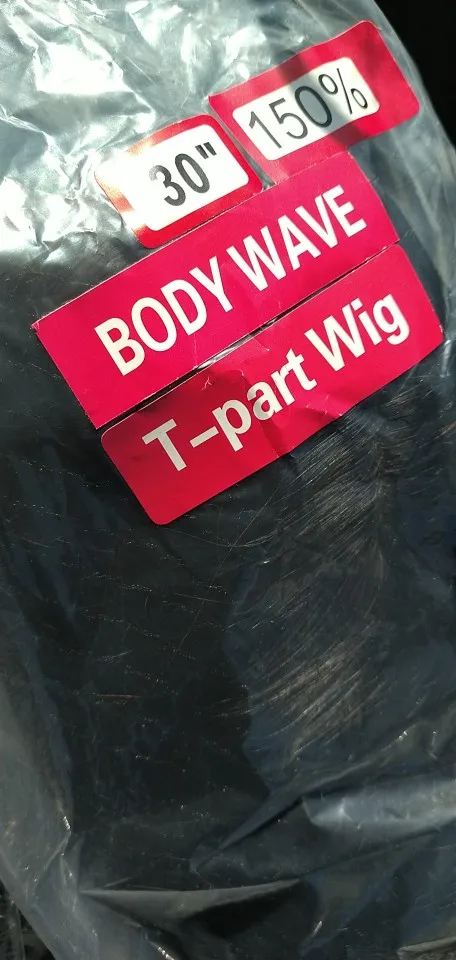 150%
30"
BODY WAVE
T-part Wig